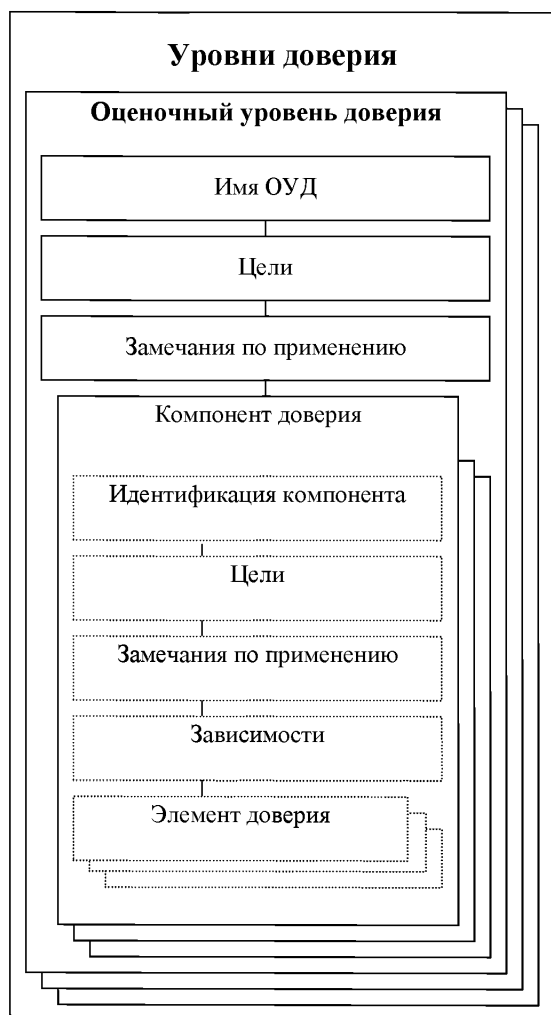 Уровни доверия
Оценочный уровень доверия
Имя ОУД
Цели
Замечания по применению
Компонент доверия
Идентификация компонента
Цели
Замечания по применению
Зависимости
Элемент доверия